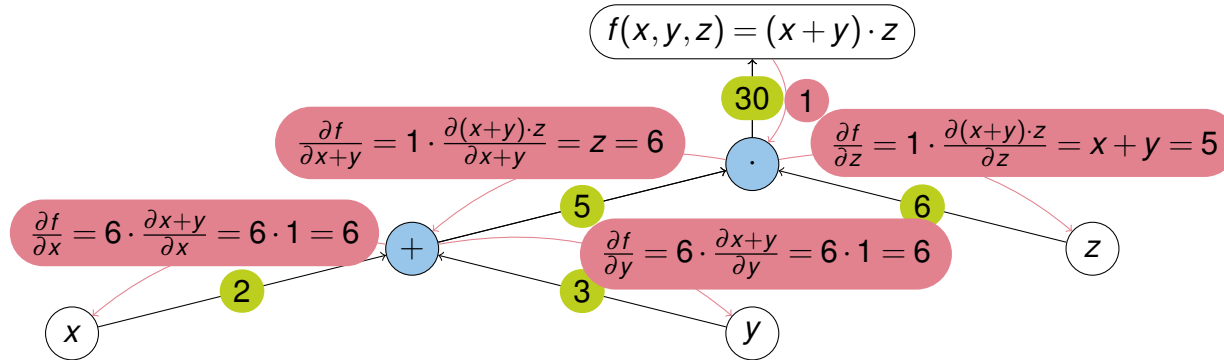 f(x, y, z) = (x + y) · z
30
1
∂f/∂x+y = 1 · ∂(x+y)·z/∂x+y = z = 6
∂f/∂z = 1 · ∂(x+y)·z/∂z = x + y = 5
·
5
6
∂f/∂x = 6 · ∂x+y/∂x = 6 · 1 = 6
+
∂f/∂y = 6 · ∂x+y/∂y = 6 · 1 = 6
z
2
3
x
y